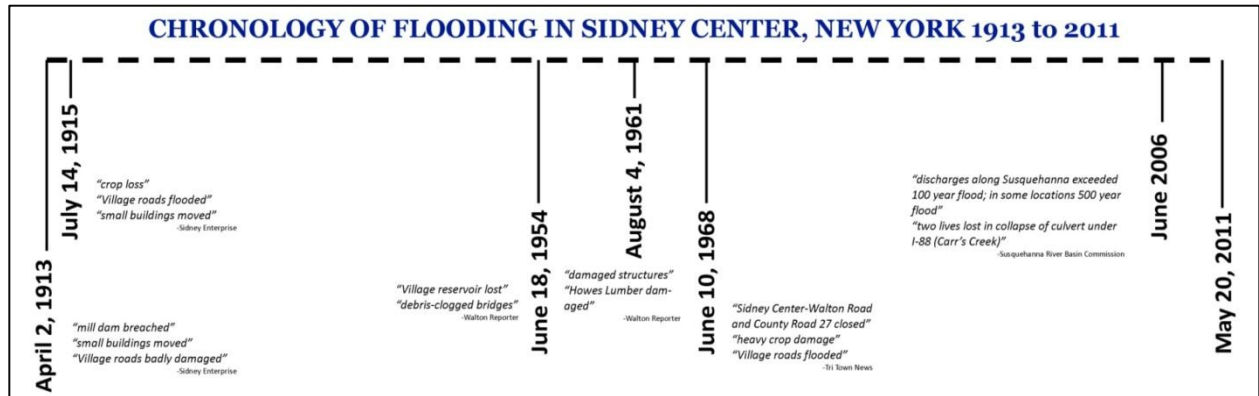 CHRONOLOGY OF FLOODING IN SIDNEY CENTER, NEW YORK 1913 to 2011
April 2, 1913
“mill dam breached”
“small buildings moved”
“Village roads badly damaged”
-Sidney Enterprise
July 14, 1915
“crop loss”
“Village roads flooded”
“small buildings moved”
-Sidney Enterprise
June 18, 1954
“Village reservoir lost”
“debris-clogged bridges”
-Walton Reporter
August 4, 1961
“damaged structures”
“Howes Lumber dam-
aged”
-Walton Reporter
June 10, 1968
“Sidney Center-Walton Road
and County Road 27 closed”
“heavy crop damage”
“Village roads flooded”
-Tri Town News
June 2006
“discharges along Susquehanna exceeded
100 year flood; in some locations 500 year
flood”
“two lives lost in collapse of culvert under
I-88 (Carr’s Creek)”
-Susquehanna River Basin Commission
May 20, 2011